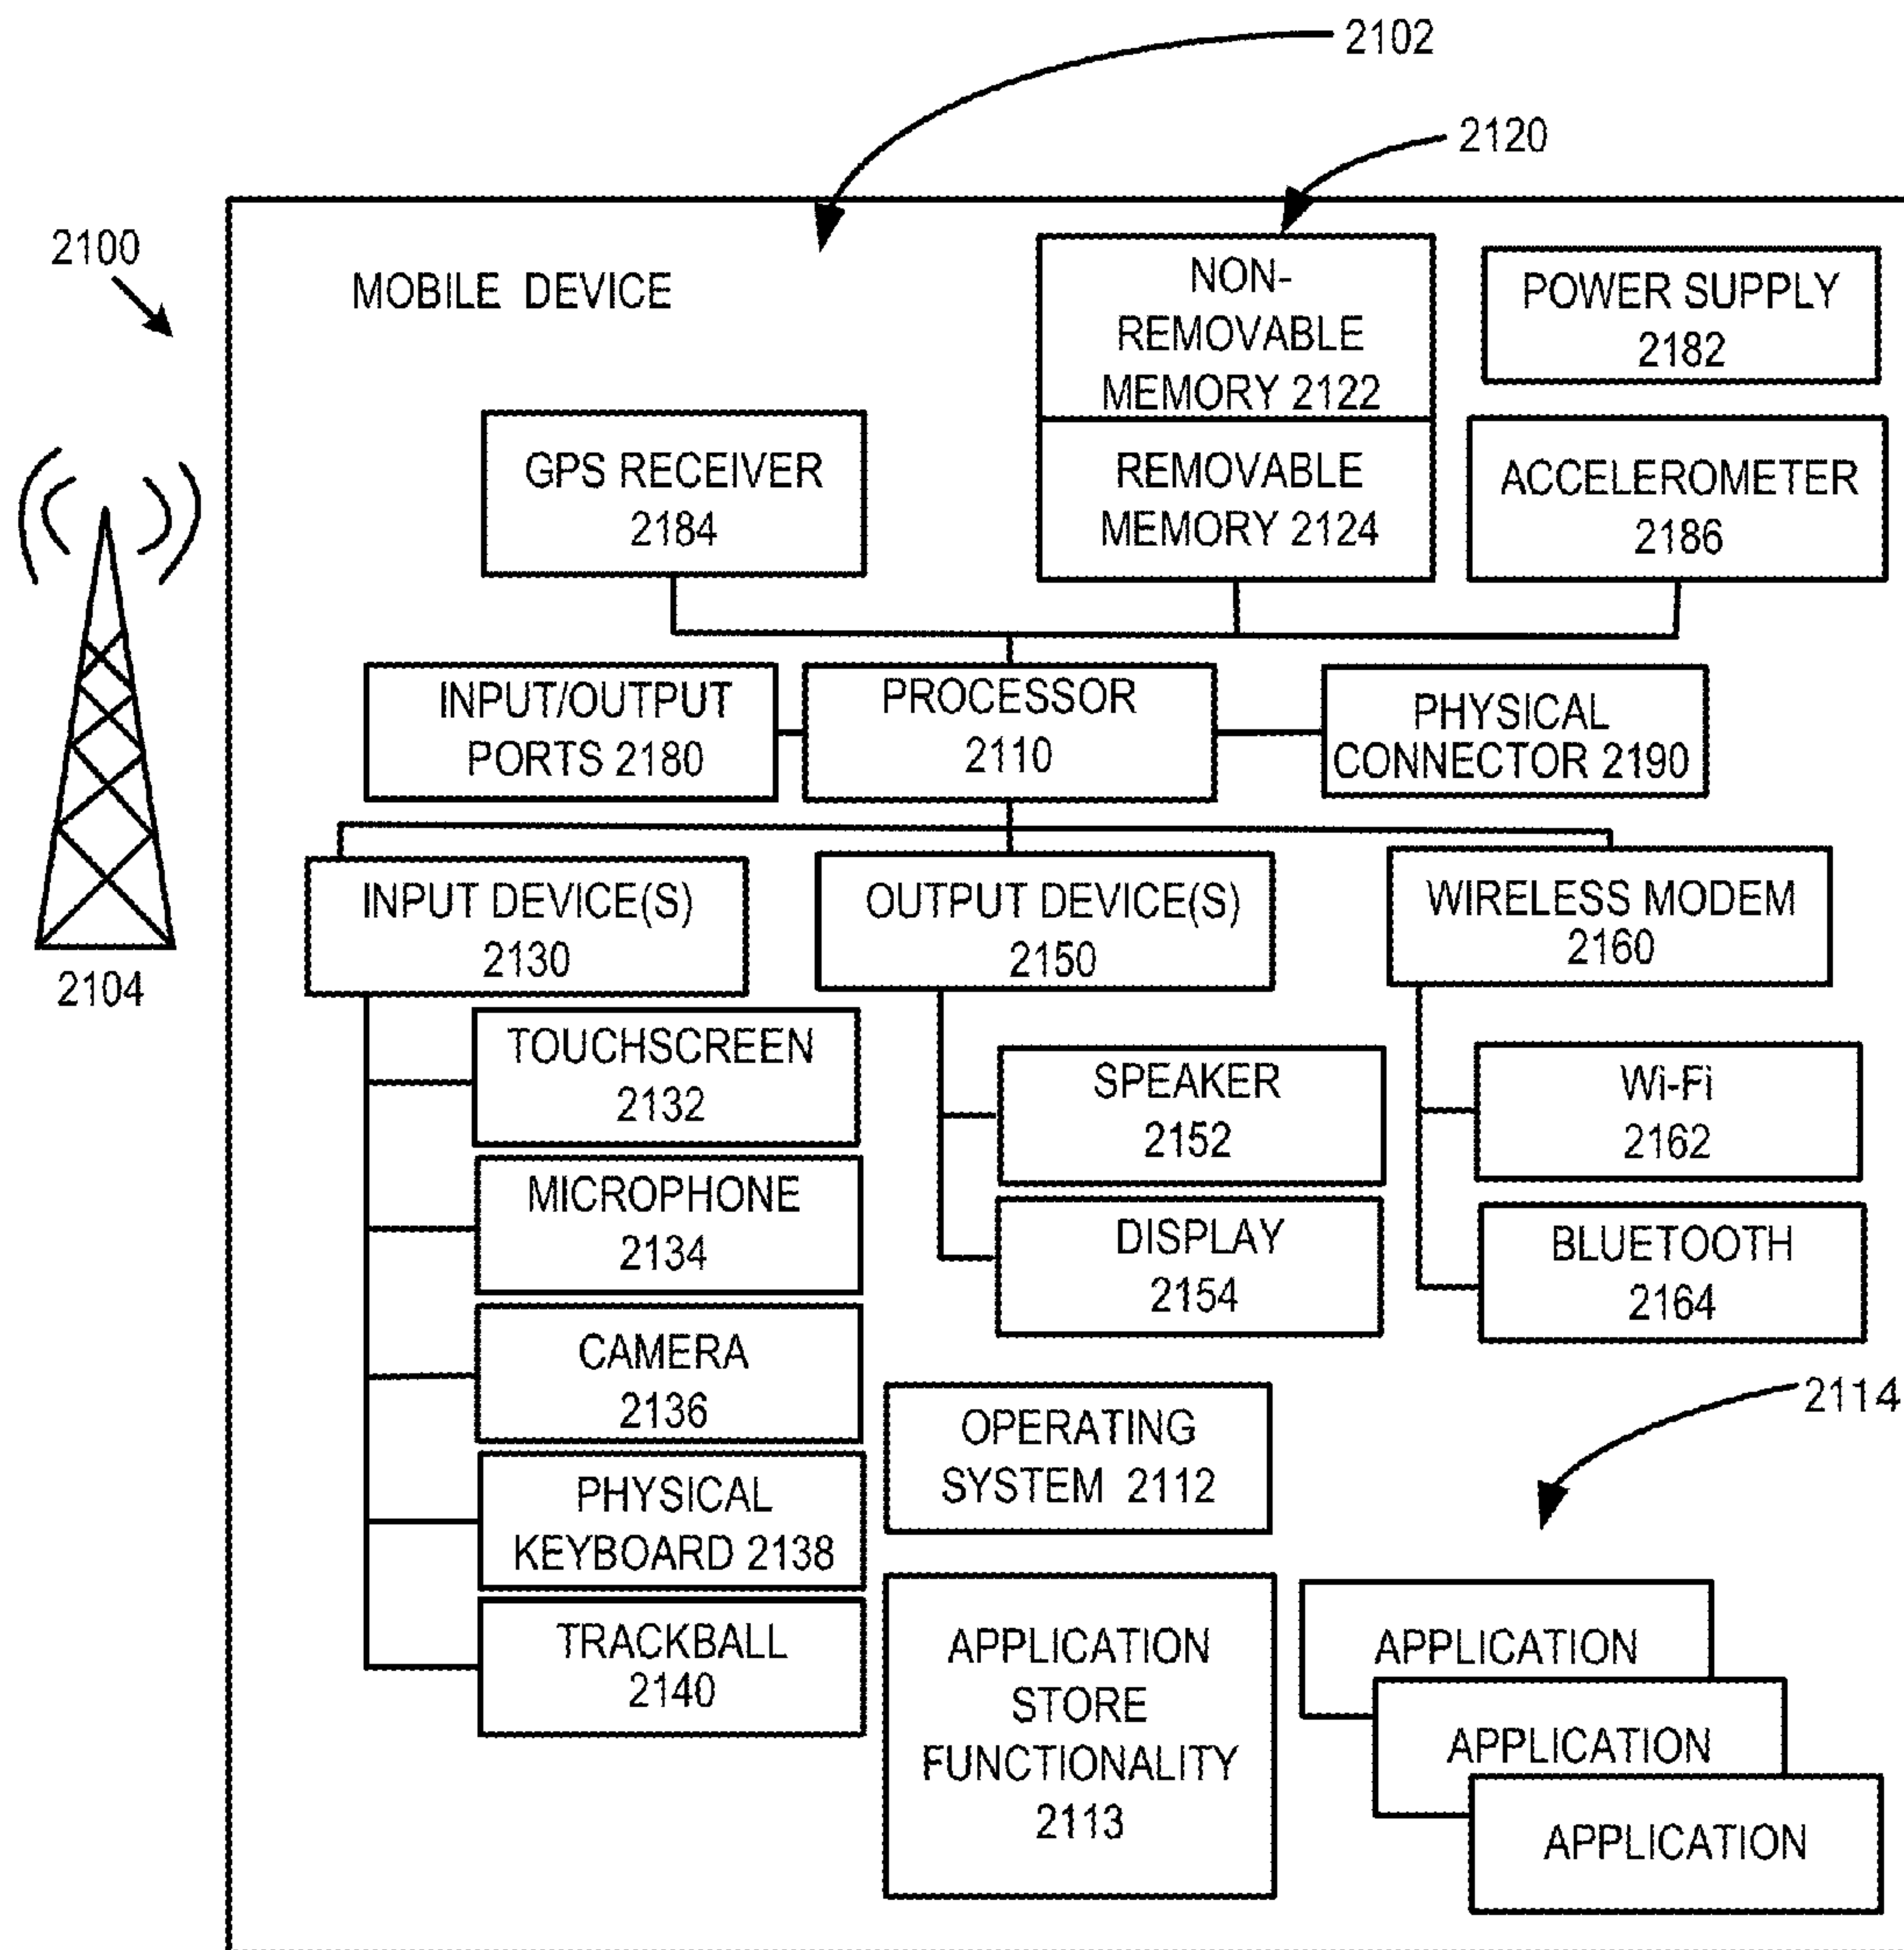 2102
2120
2100
MOBILE DEVICE
NON-
REMOVABLE
MEMORY 2122
POWER SUPPLY
2182
GPS RECEIVER
2184
REMOVABLE
MEMORY 2124
ACCELEROMETER
2186
INPUT/OUTPUT
PORTS 2180
PROCESSOR
2110
PHYSICAL
CONNECTOR 2190
INPUT DEVICE(S)
2130
OUTPUT DEVICE(S)
2150
WIRELESS MODEM
2160
2104
TOUCHSCREEN
2132
SPEAKER
2152
Wi-Fi
2162
MICROPHONE
2134
DISPLAY
2154
BLUETOOTH
2164
CAMERA
2136
OPERATING
SYSTEM 2112
2114
PHYSICAL
KEYBOARD 2138
TRACKBALL
2140
APPLICATION
STORE
FUNCTIONALITY
2113
APPLICATION
APPLICATION
APPLICATION